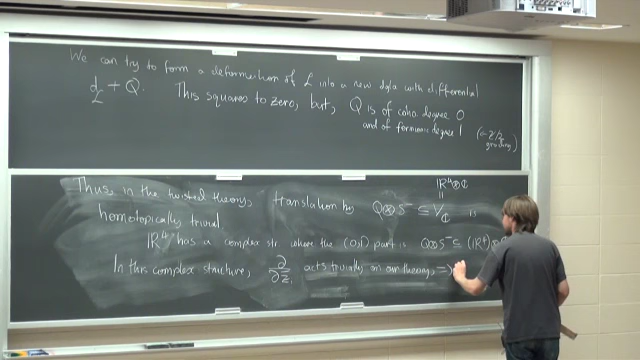 We can try to form a deformation of L into a new dgla with differential
d_L + Q. This squares to zero, but, Q is of coho. degree 0
and of fermionic degree 1
(= Z/2 grading)
Thus, in the twisted theory, translation by Q⊗S⁻ ⊆ V_ℂ is
ℝ⁴⊗ℂ
=
homotopically trivial
ℝ⁴ has a complex str. where the (0,1) part is Q⊗S⁻ ⊆ (ℝ⁴)⊗
In this complex structure, ∂/∂z̄ᵢ acts trivially on our theory, ⇒